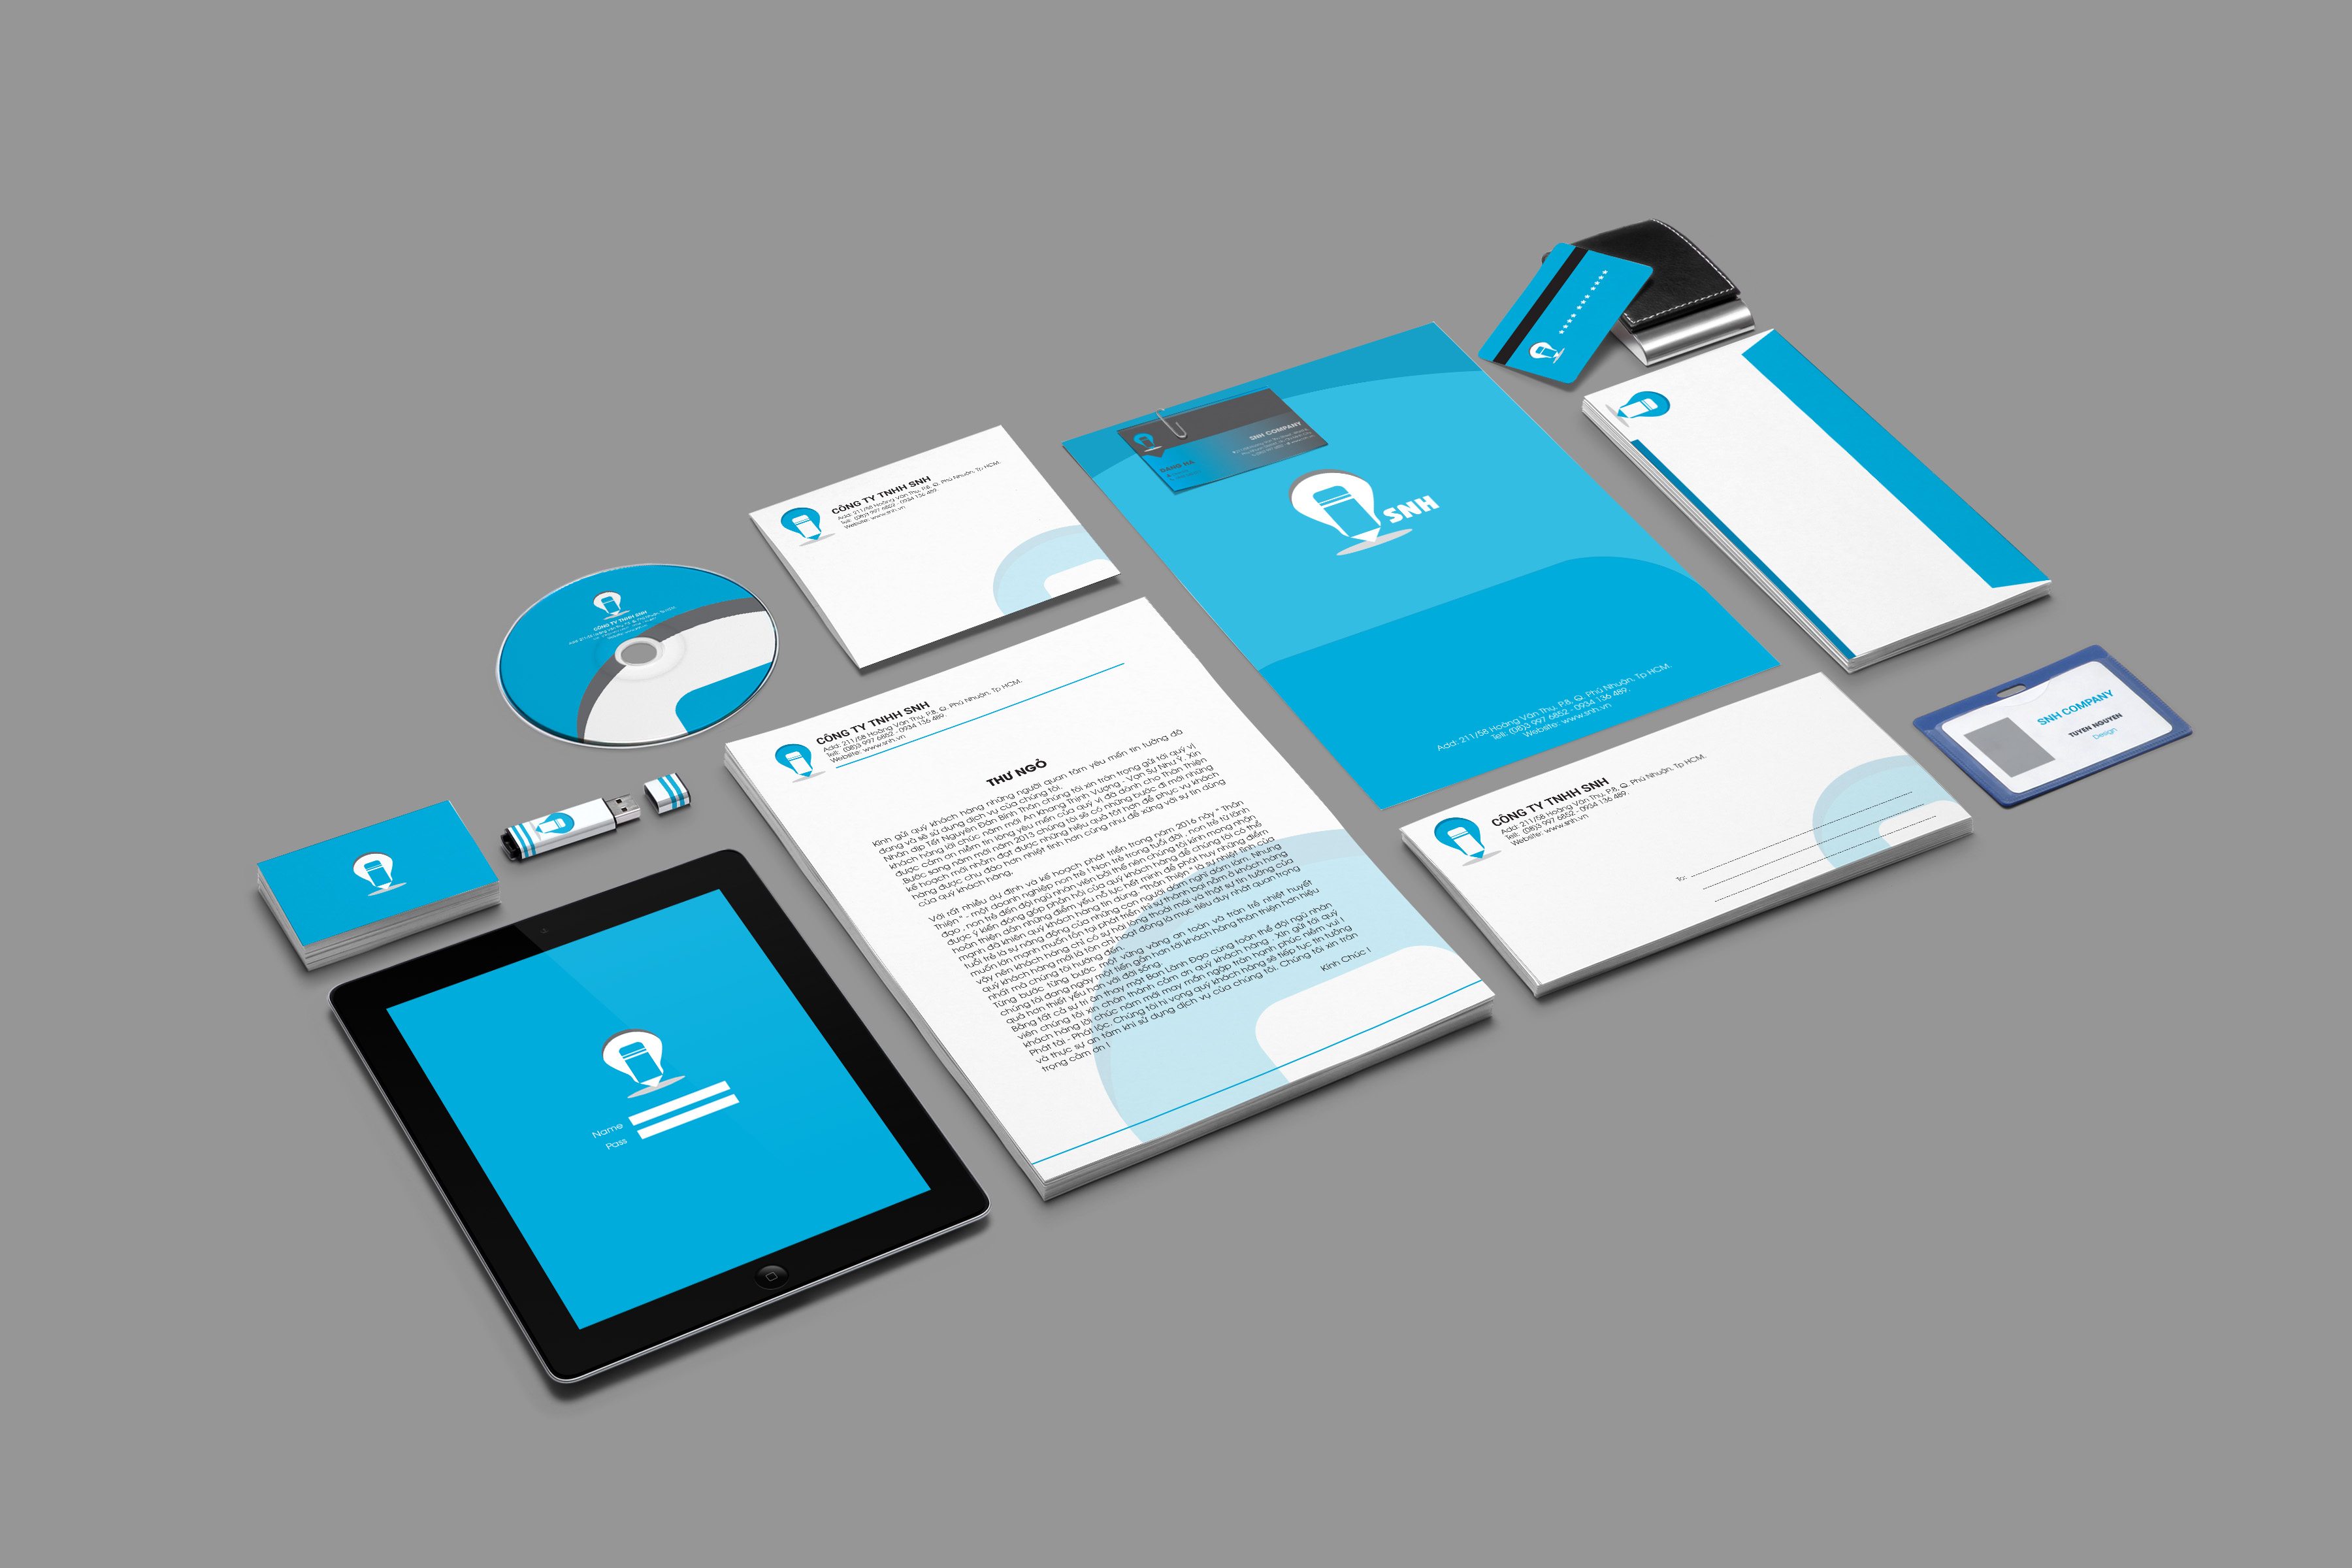 CÔNG TY TNHH SNH
Add: 211/58 Hoàng Văn Thụ, P.8, Q. Phú Nhuận, Tp HCM.
Tell: (08)3 997 6852 - 0934 136 489.
Website: www.snh.vn
SNH COMPANY
SNH
Add: 211/58 Hoàng Văn Thụ, P.8, Q. Phú Nhuận, Tp HCM.
Tell: (08)3 997 6852 - 0934 136 489.
Website: www.snh.vn
CÔNG TY TNHH SNH
CÔNG TY TNHH SNH
Add: 211/58 Hoàng Văn Thụ, P.8, Q. Phú Nhuận, Tp HCM.
Tell: (08)3 997 6852 - 0934 136 489.
Website: www.snh.vn
THƯ NGỎ
Kính gửi quý khách hàng những người quan tâm yêu mến tin tưởng đã
đang và sẽ sử dụng dịch vụ của chúng tôi.
Nhân dịp Tết Nguyên Đán Bính Thân chúng tôi xin trân trọng gửi tới quý vị
khách hàng lời chúc năm mới An Khang Thịnh Vượng - Vạn Sự Như Ý. Xin
được cảm ơn niềm tin lòng yêu mến của quý vị đã dành cho Thân Thiện
Bước sang năm mới năm 2013 chúng tôi sẽ có những bước đi mới những
kế hoạch mới nhằm đạt được những hiệu quả tốt hơn để phục vụ khách
hàng được chu đáo hơn nhiệt tình hơn cũng như để xứng với sự tin dùng
của quý khách hàng.
Với rất nhiều dự định và kế hoạch phát triển trong năm 2016 này " Thân
Thiện " - một doanh nghiệp non trẻ ! Non trẻ trong tuổi đời , non trẻ từ lãnh
đạo , non trẻ đến đội ngũ nhân viên bởi thế nên chúng tôi kính mong nhận
được ý kiến đóng góp phản hồi của quý khách hàng để chúng tôi có thể
hoàn thiện dần những điểm yếu nỗ lực hết mình để phát huy những điểm
mạnh đã khiến quý khách hàng tin dùng. "Thân Thiện " là sự nhiệt tình của
tuổi trẻ là sự năng động của những con người dám nghĩ dám làm. Nhưng
muốn lớn mạnh muốn tồn tại phát triển thì sự thành bại nằm ở khách hàng
vậy nên khách hàng chỉ có sự hài lòng thoải mái và thật sự tin tưởng của
quý khách hàng mới là tôn chỉ hoạt động là mục tiêu duy nhất quan trọng
nhất mà chúng tôi hướng đến.
Từng bước từng bước một vững vàng an toàn và tràn trề nhiệt huyết
chúng tôi đang ngày một tiến gần hơn tới khách hàng thân thiện hơn hiệu
quả hơn thiết yếu hơn với đời sống.
Bằng tất cả sự tri ân thay mặt Ban Lãnh Đạo cùng toàn thể đội ngũ nhân
viên chúng tôi xin chân thành cảm ơn quý khách hàng . Xin gửi tới quý
khách hàng lời chúc năm mới may mắn ngập tràn hạnh phúc niềm vui !
Phát tài - Phát lộc. Chúng tôi hi vọng quý khách hàng sẽ tiếp tục tin tưởng
và thực sự an tâm khi sử dụng dịch vụ của chúng tôi. Chúng tôi xin trân
trọng cảm ơn !
Kính Chúc !
SNH COMPANY
TUYEN NGUYEN
Design
CÔNG TY TNHH SNH
Add: 211/58 Hoàng Văn Thụ, P.8, Q. Phú Nhuận, Tp HCM.
Tell: (08)3 997 6852 - 0934 136 489.
Website: www.snh.vn
To:
Name
Pass